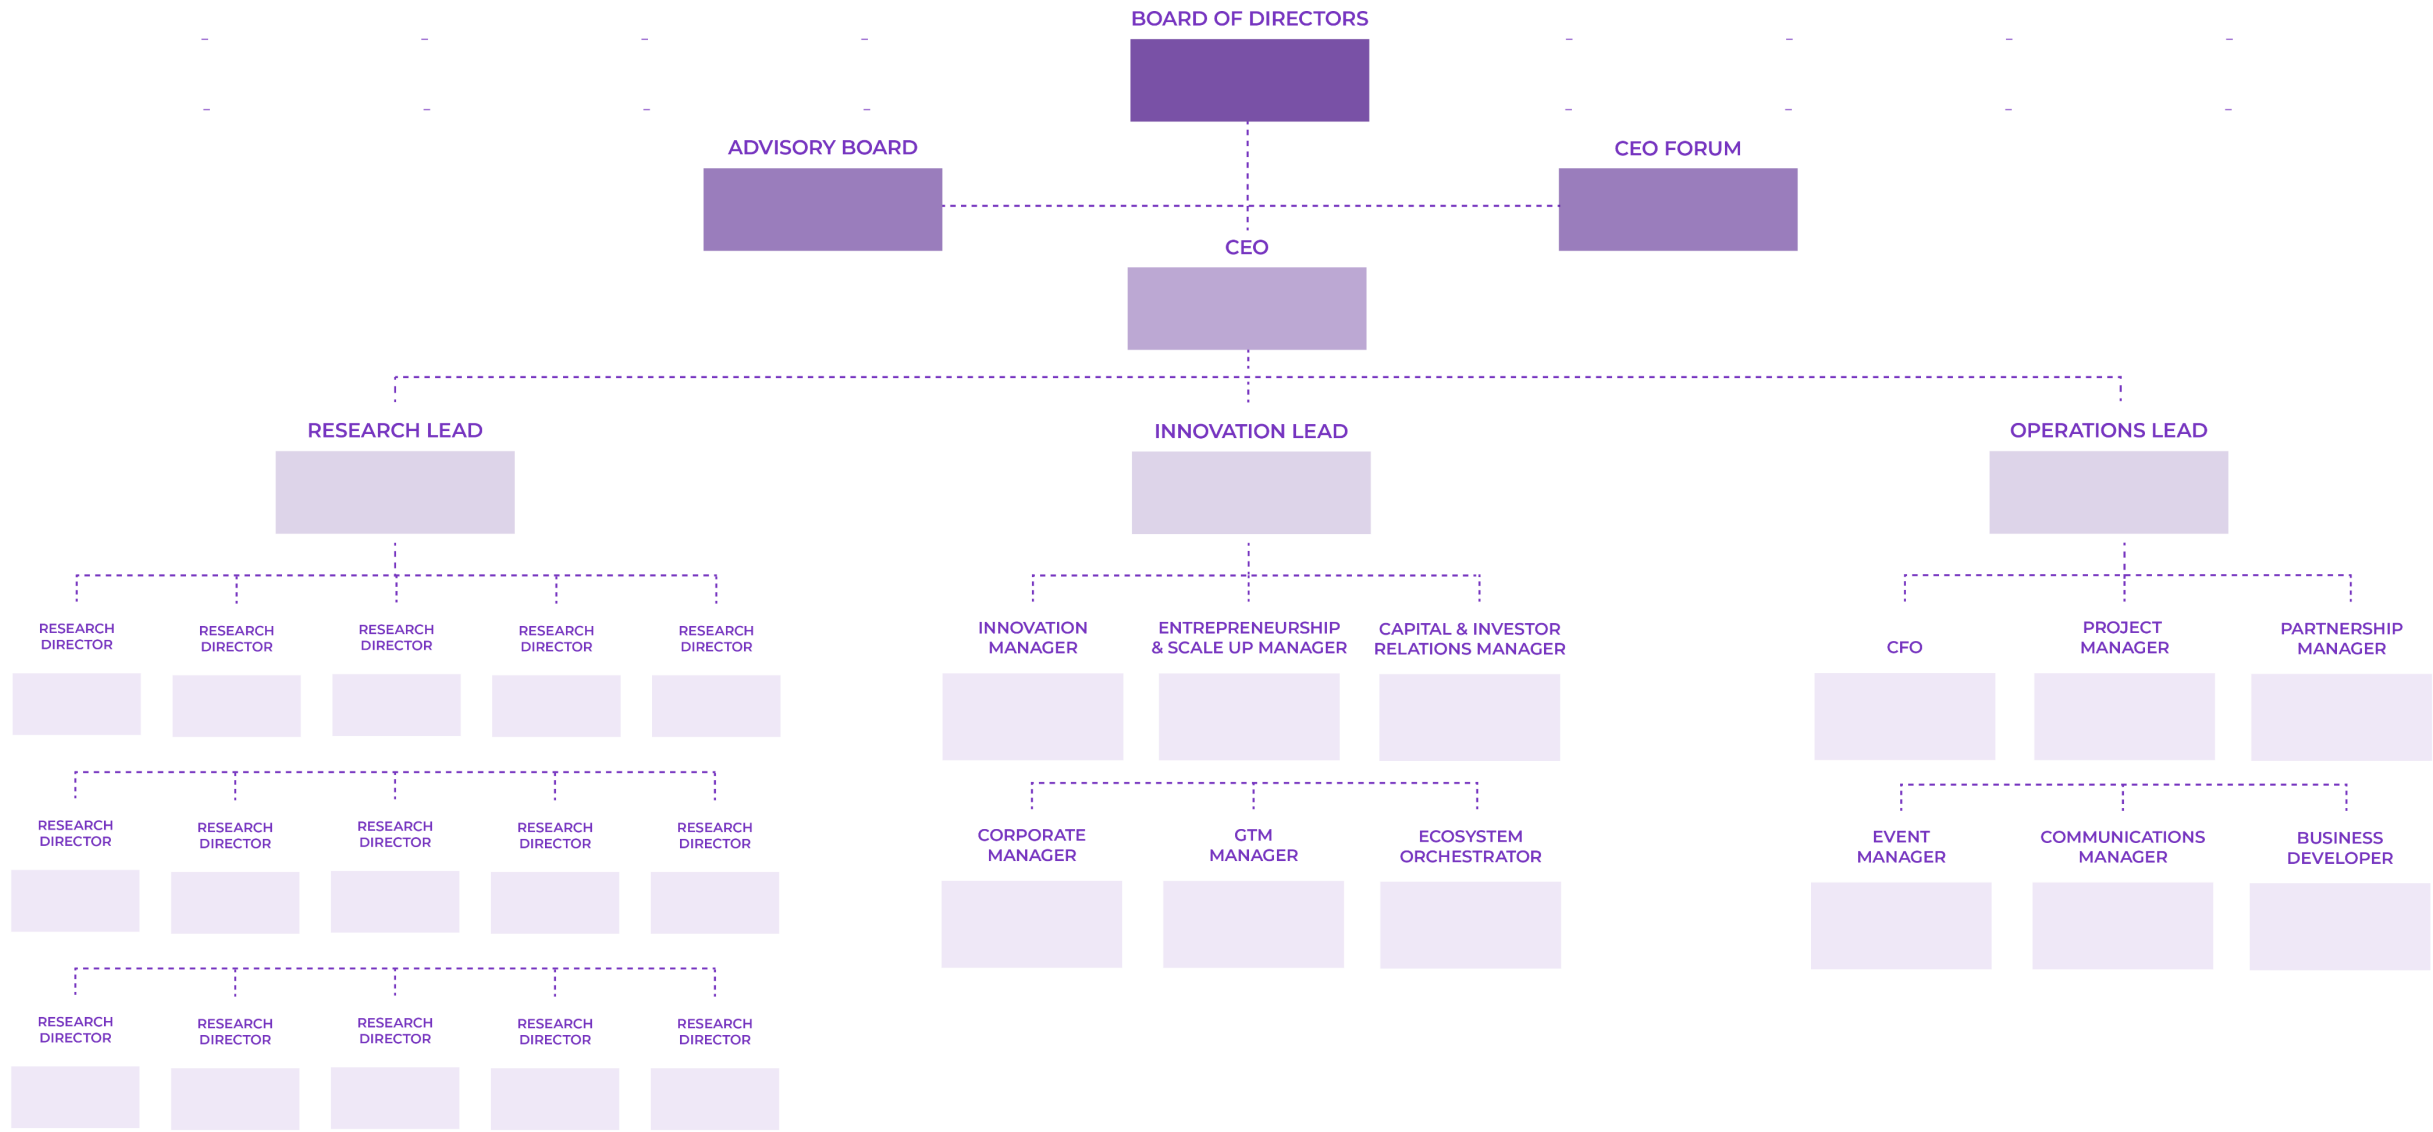 BOARD OF DIRECTORS
ADVISORY BOARD
CEO FORUM
CEO
RESEARCH LEAD
INNOVATION LEAD
OPERATIONS LEAD
RESEARCH
DIRECTOR
RESEARCH
DIRECTOR
RESEARCH
DIRECTOR
RESEARCH
DIRECTOR
RESEARCH
DIRECTOR
INNOVATION
MANAGER
ENTREPRENEURSHIP
& SCALE UP MANAGER
CAPITAL & INVESTOR
RELATIONS MANAGER
CFO
PROJECT
MANAGER
PARTNERSHIP
MANAGER
RESEARCH
DIRECTOR
RESEARCH
DIRECTOR
RESEARCH
DIRECTOR
RESEARCH
DIRECTOR
RESEARCH
DIRECTOR
CORPORATE
MANAGER
GTM
MANAGER
ECOSYSTEM
ORCHESTRATOR
EVENT
MANAGER
COMMUNICATIONS
MANAGER
BUSINESS
DEVELOPER
RESEARCH
DIRECTOR
RESEARCH
DIRECTOR
RESEARCH
DIRECTOR
RESEARCH
DIRECTOR
RESEARCH
DIRECTOR